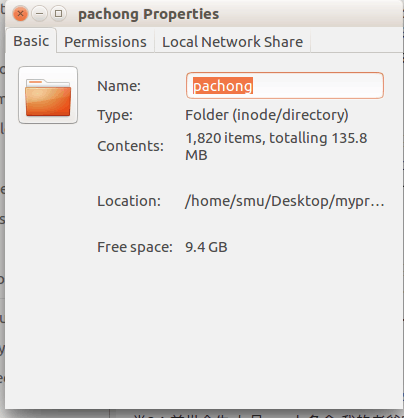 pachong Properties
Basic Permissions Local Network Share
Name: pachong
Type: Folder (inode/directory)
Contents: 1,820 items, totalling 135.8
MB
Location: /home/smu/Desktop/mypr…
Free space: 9.4 GB